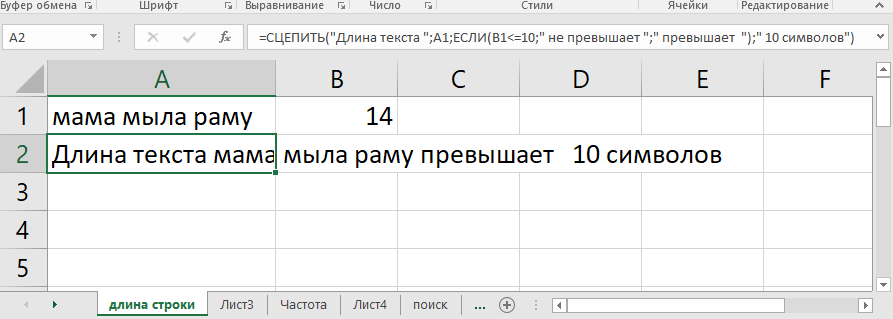 Буфер обмена Шрифт Выравнивание Число Стили Ячейки Редактирование
A2 fx =СЦЕПИТЬ("Длина текста ";A1;ЕСЛИ(B1<=10;" не превышает ";" превышает  ");" 10 символов")
A B C D E F
1 мама мыла раму 14
2 Длина текста мама мыла раму превышает   10 символов
3
4
5
длина строки Лист3 Частота Лист4 поиск ...